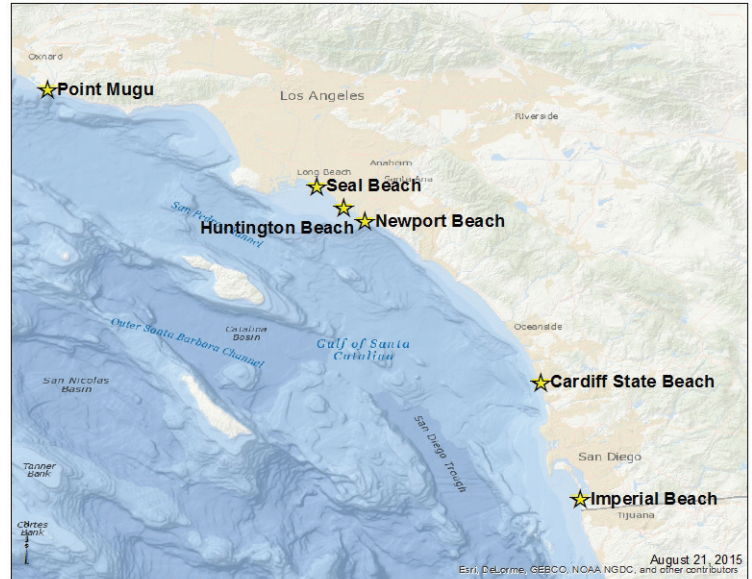 Oxnard
Point Mugu
Los Angeles
Riverside
Anaheim
Long Beach
Santa Ana
Seal Beach
San Pedro Channel
Huntington Beach
Newport Beach
Outer Santa Barbara Channel
Catalina
Basin
Gulf of Santa
Catalina
Oceanside
San Nicolas
Basin
Cardiff State Beach
San Diego Trough
San Diego
Tanner
Bank
Imperial Beach
Tijuana
Cortes
Bank
August 21, 2015
Esri, DeLorme, GEBCO, NOAA NGDC, and other contributors